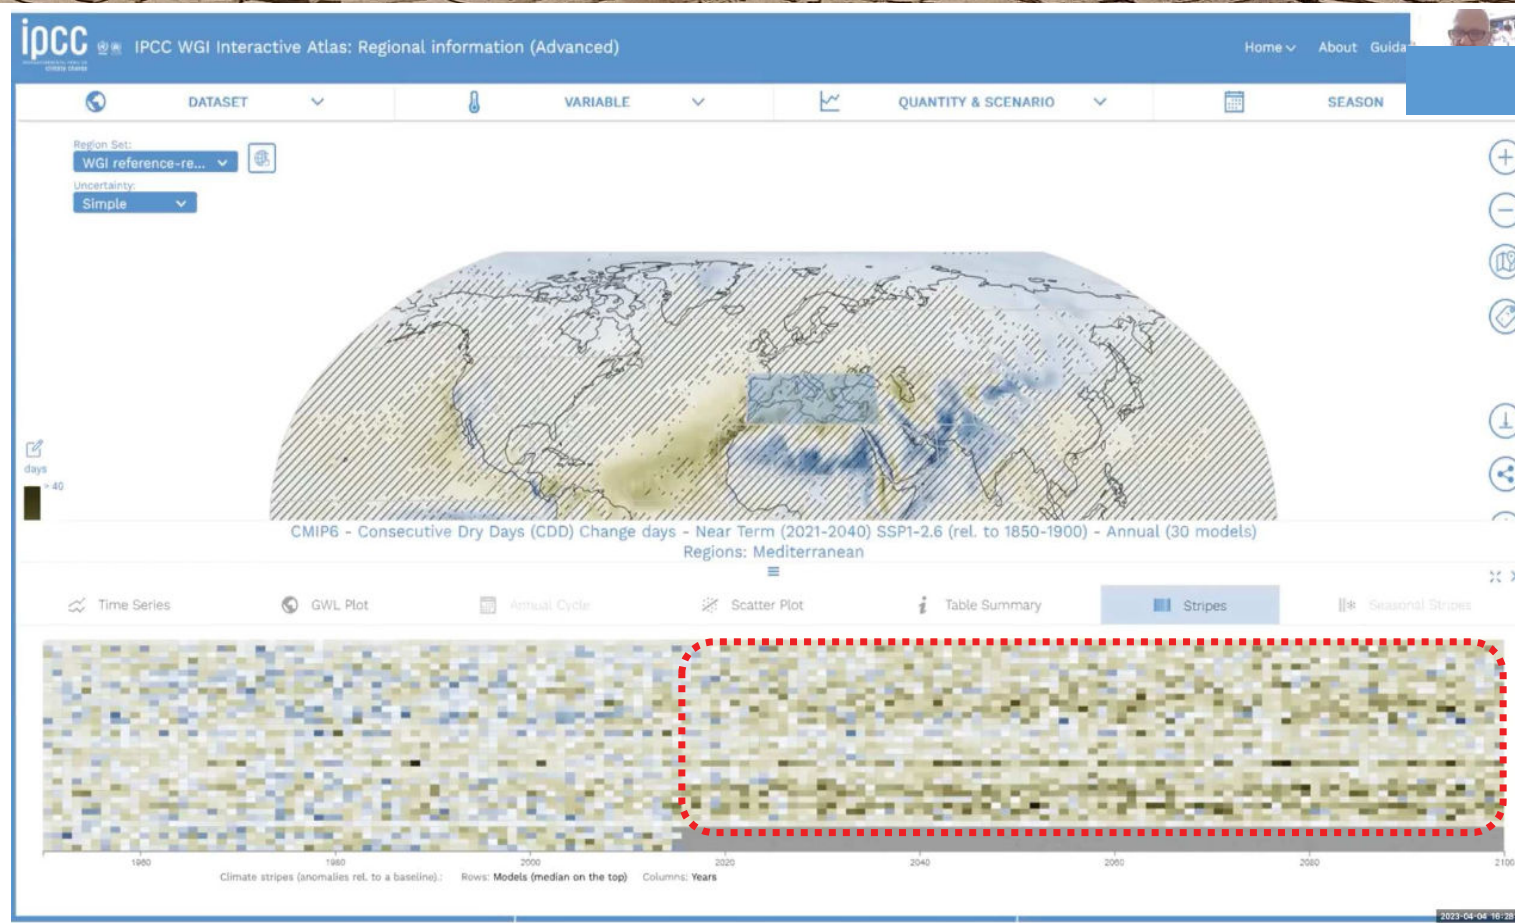 ipcc
IPCC WGI Interactive Atlas: Regional information (Advanced)
Home
About
DATASET
VARIABLE
QUANTITY & SCENARIO
SEASON
Region Set:
WGI reference-re...
Uncertainty:
Simple
days
> 40
CMIP6 - Consecutive Dry Days (CDD) Change days - Near Term (2021-2040) SSP1-2.6 (rel. to 1850-1900) - Annual (30 models)
Regions: Mediterranean
Time Series
GWL Plot
Annual Cycle
Scatter Plot
Table Summary
Stripes
Seasonal Stripes
1960
1980
2000
2020
2040
2060
2080
2100
Climate stripes (anomalies rel. to a baseline).: Rows: Models (median on the top) Columns: Years
2023-04-04 16:28